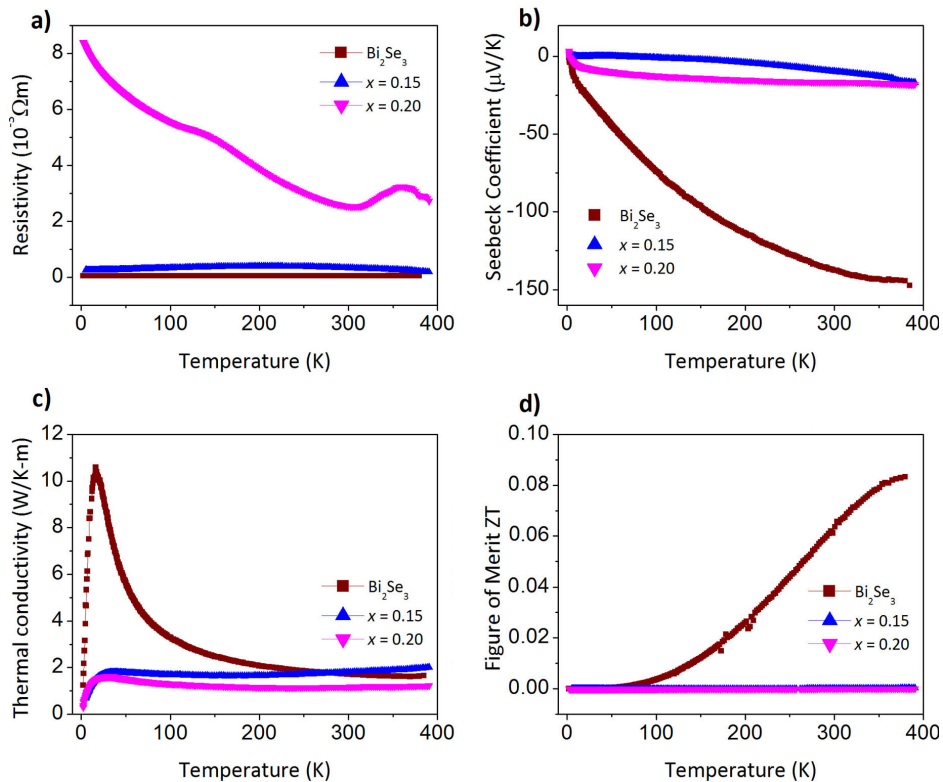 a)
Resistivity (10⁻³Ωm)
8
6
4
2
0
Bi₂Se₃
x = 0.15
x = 0.20
0 100 200 300 400
Temperature (K)
b)
Seebeck Coefficient (μV/K)
0
-50
-100
-150
Bi₂Se₃
x = 0.15
x = 0.20
0 100 200 300 400
Temperature (K)
c)
Thermal conductivity (W/K-m)
12
10
8
6
4
2
0
Bi₂Se₃
x = 0.15
x = 0.20
0 100 200 300 400
Temperature (K)
d)
Figure of Merit ZT
0.10
0.08
0.06
0.04
0.02
0.00
Bi₂Se₃
x = 0.15
x = 0.20
0 100 200 300 400
Temperature (K)